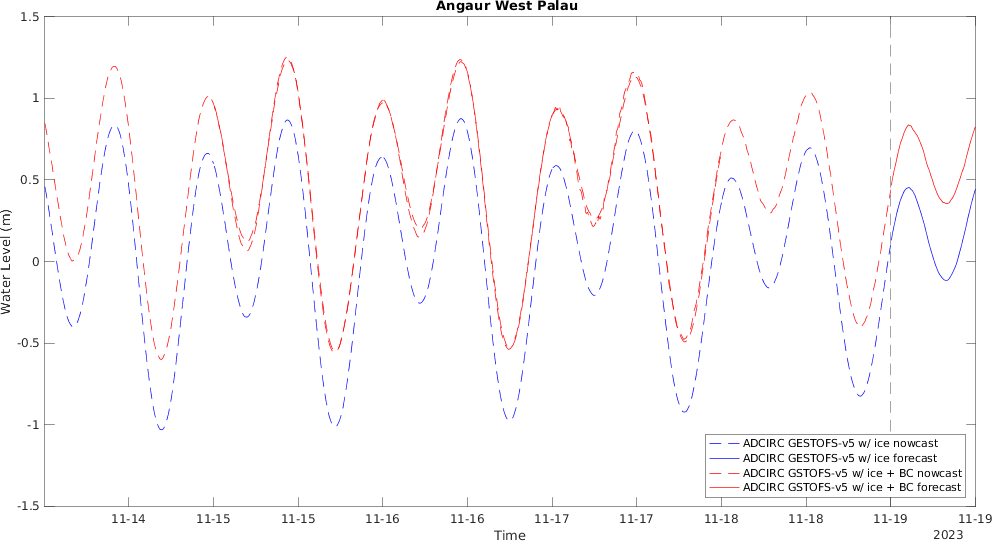 Angaur West Palau
1.5
1
0.5
0
-0.5
-1
-1.5
Water Level (m)
ADCIRC GESTOFS-v5 w/ ice nowcast
ADCIRC GESTOFS-v5 w/ ice forecast
ADCIRC GSTOFS-v5 w/ ice + BC nowcast
ADCIRC GSTOFS-v5 w/ ice + BC forecast
11-14 11-15 11-15 11-16 11-16 11-17 11-17 11-18 11-18 11-19 11-19
Time
2023